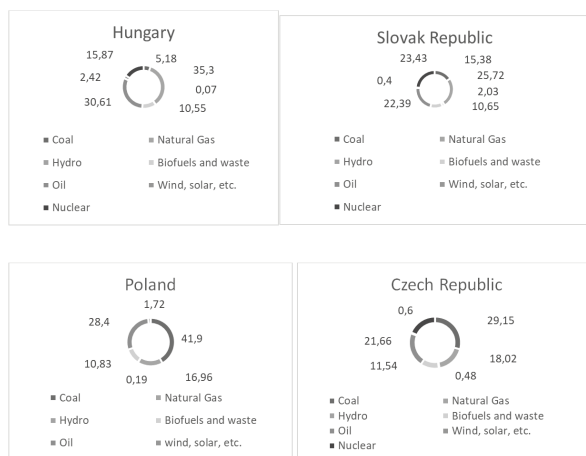 Hungary
15,87 5,18
2,42 35,3
0,07
30,61 10,55
Coal Natural Gas
Hydro Biofuels and waste
Oil Wind, solar, etc.
Nuclear
Slovak Republic
23,43 15,38
0,4 25,72
2,03
22,39 10,65
Coal Natural Gas
Hydro Biofuels and waste
Oil Wind, solar, etc.
Nuclear
Poland
1,72
28,4 41,9
10,83
0,19 16,96
Coal Natural Gas
Hydro Biofuels and waste
Oil wind, solar, etc.
Czech Republic
0,6 29,15
21,66
11,54 18,02
0,48
Coal Natural Gas
Hydro Biofuels and waste
Oil Wind, solar, etc.
Nuclear